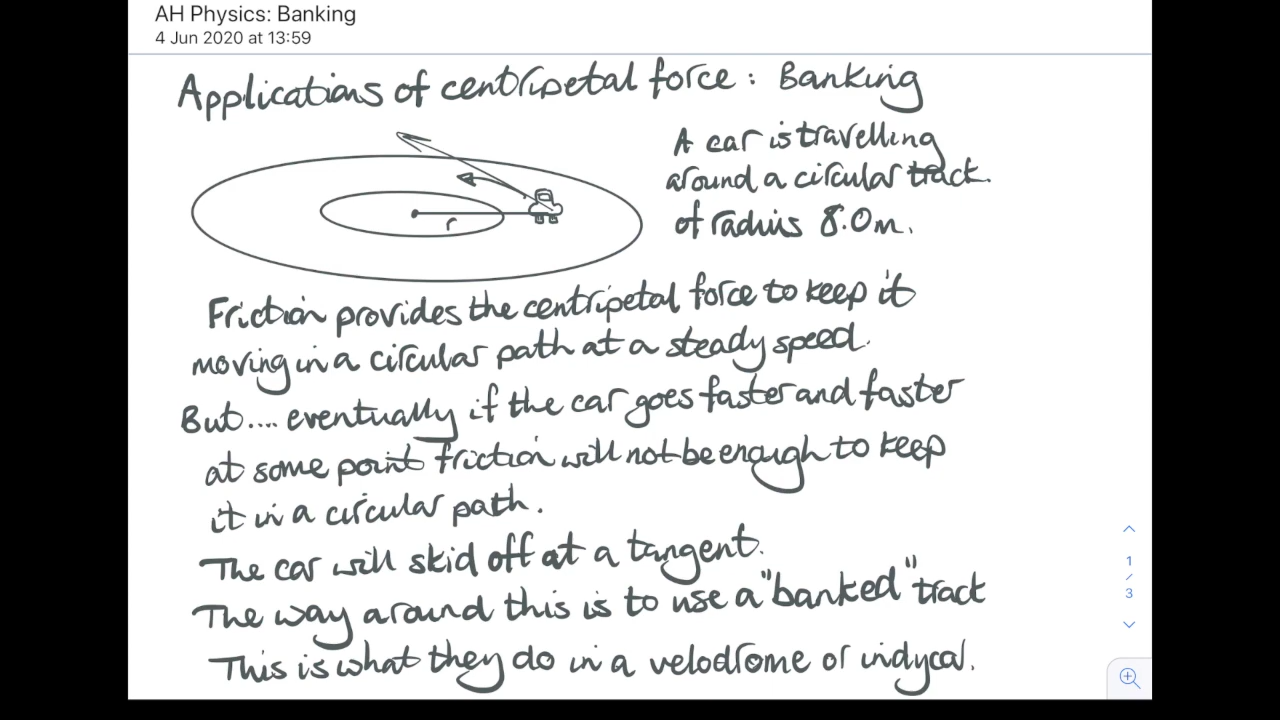 AH Physics: Banking
4 Jun 2020 at 13:59
Applications of centripetal force: Banking
A car is travelling
around a circular track.
of radius 8.0m.
r
Friction provides the centripetal force to keep it
moving in a circular path at a steady speed.
But.... eventually if the car goes faster and faster
at some point friction will not be enough to keep
it in a circular path.
The car will skid off at a tangent.
The way around this is to use a "banked" track
This is what they do in a velodrome or indycar.
1
/
3